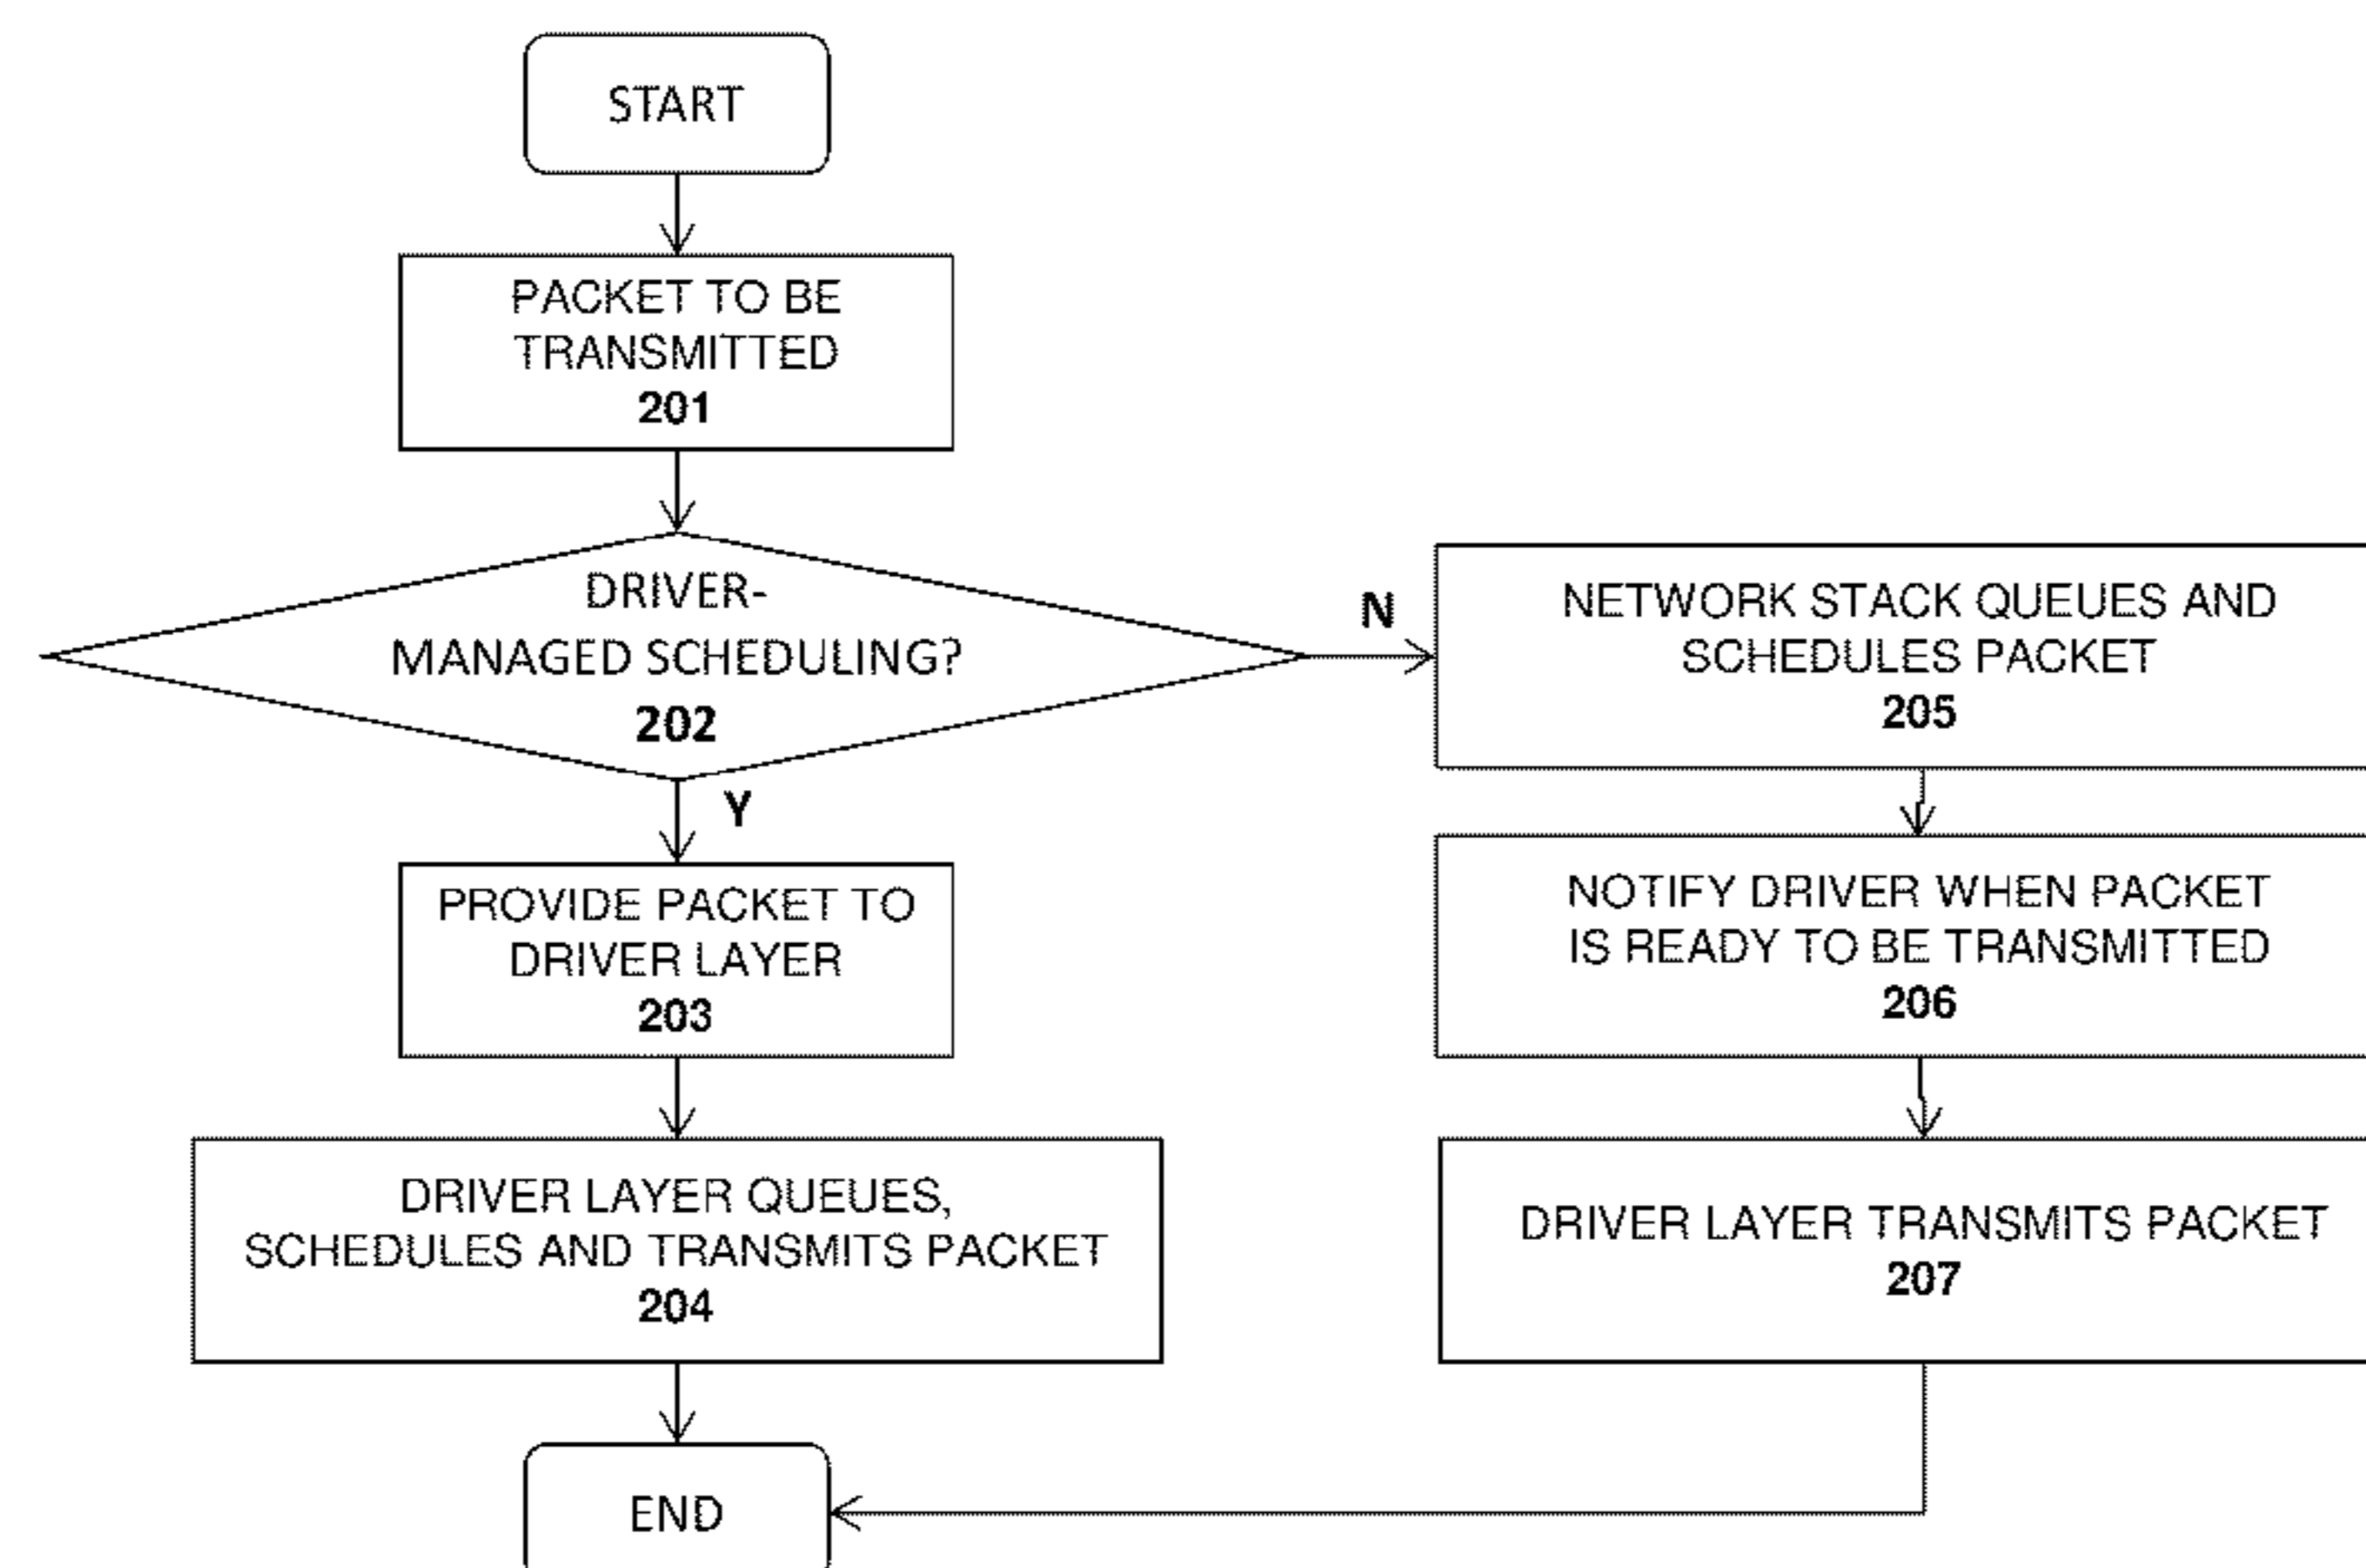 START
PACKET TO BE
TRANSMITTED
201
DRIVER-
MANAGED SCHEDULING?
202
N
Y
NETWORK STACK QUEUES AND
SCHEDULES PACKET
205
PROVIDE PACKET TO
DRIVER LAYER
203
NOTIFY DRIVER WHEN PACKET
IS READY TO BE TRANSMITTED
206
DRIVER LAYER QUEUES,
SCHEDULES AND TRANSMITS PACKET
204
DRIVER LAYER TRANSMITS PACKET
207
END